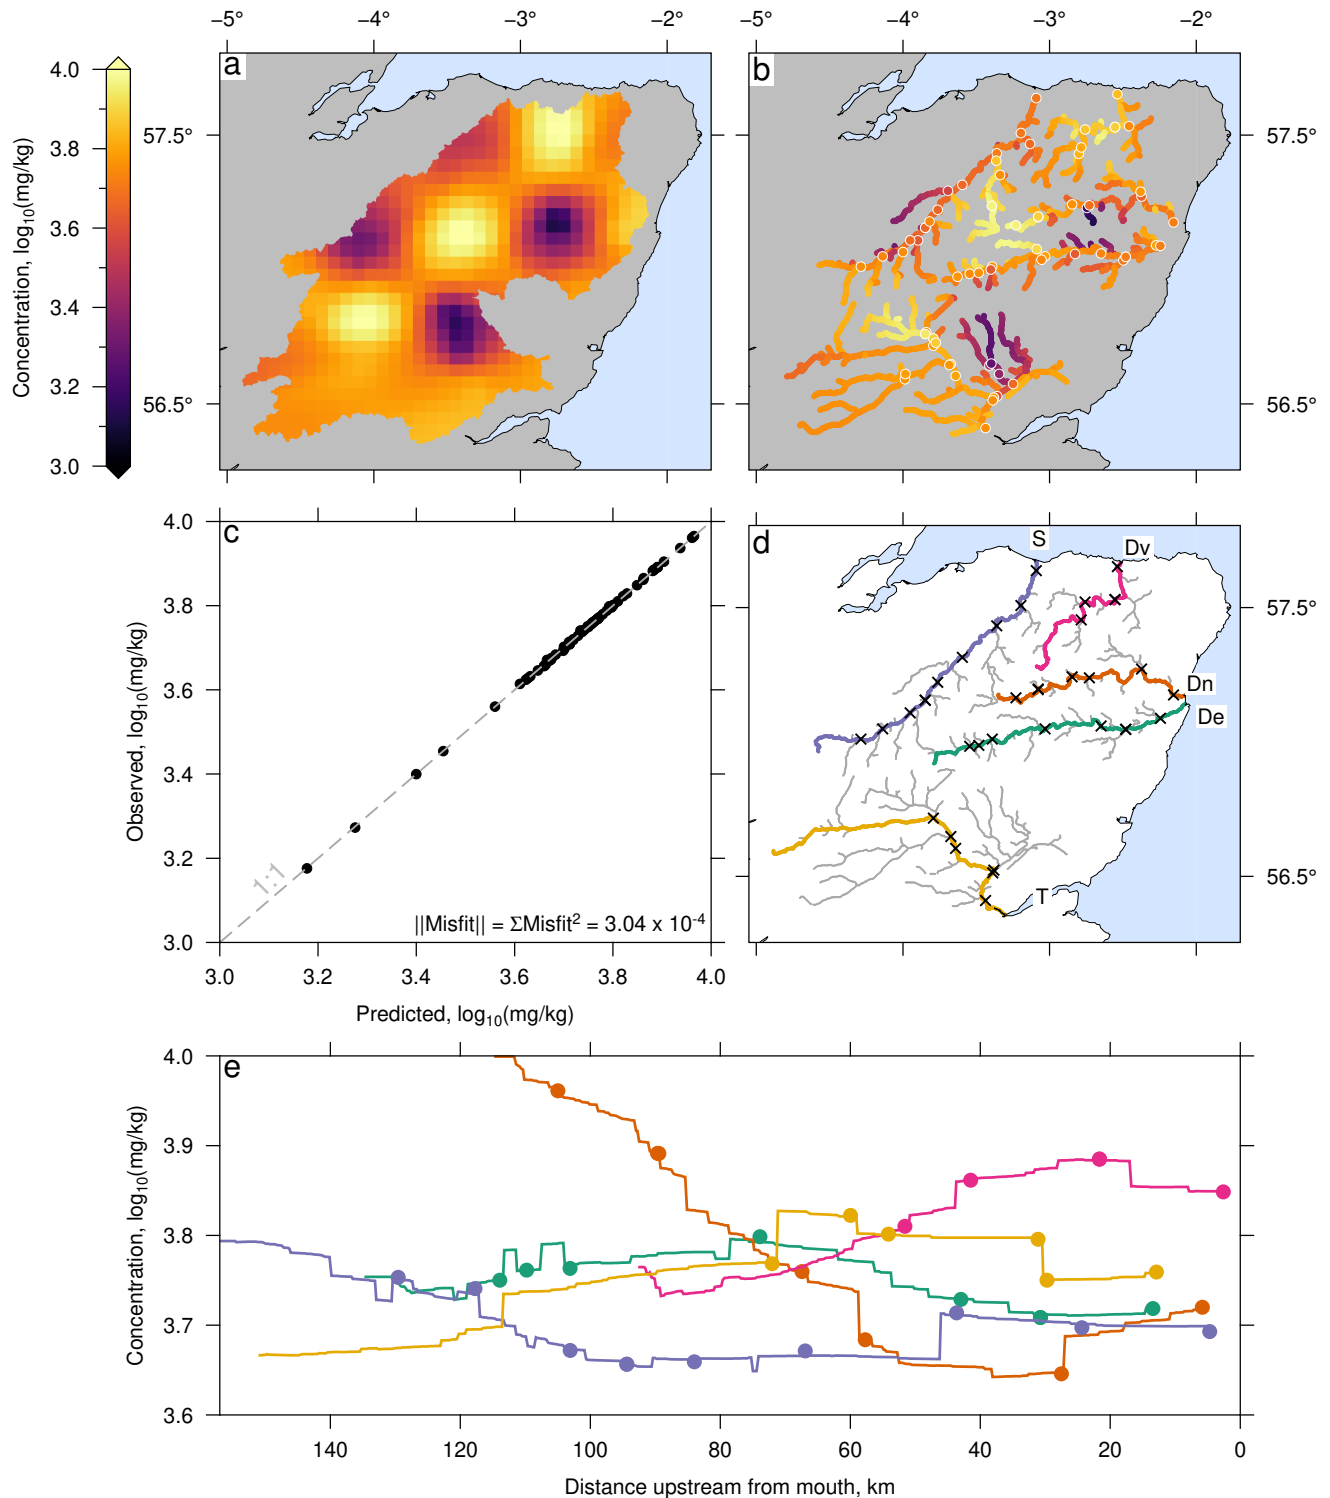 −5° −4° −3° −2° −5° −4° −3° −2°
a
b
4.0
3.8
3.6
3.4
3.2
3.0
Concentration, log10(mg/kg)
57.5°
56.5°
57.5°
56.5°
c
4.0
3.8
3.6
3.4
3.2
3.0
Observed, log10(mg/kg)
1:1
||Misfit|| = ΣMisfit2 = 3.04 x 10-4
3.0 3.2 3.4 3.6 3.8 4.0
Predicted, log10(mg/kg)
d
S
Dv
Dn
De
T
57.5°
56.5°
e
4.0
3.9
3.8
3.7
3.6
Concentration, log10(mg/kg)
140 120 100 80 60 40 20 0
Distance upstream from mouth, km